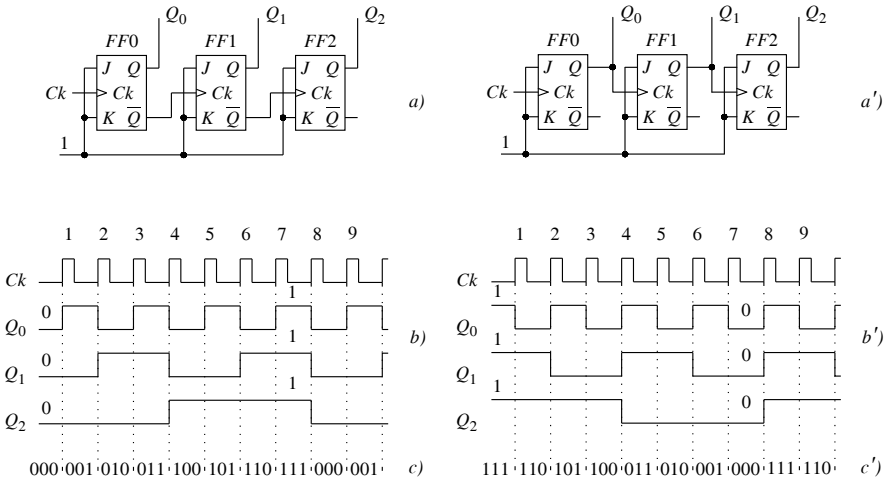 Q0 Q1 Q2
FF0 FF1 FF2
J Q J Q J Q
Ck Ck Ck Ck
K Q̅ K Q̅ K Q̅
a)
1
Q0 Q1 Q2
FF0 FF1 FF2
J Q J Q J Q
Ck Ck Ck Ck
K Q̅ K Q̅ K Q̅
a')
1
1 2 3 4 5 6 7 8 9
Ck
1
0
Q0
1
b)
0
Q1
1
0
Q2
000 001 010 011 100 101 110 111 000 001
c)
1 2 3 4 5 6 7 8 9
Ck
1
0
Q0
1
b')
0
Q1
1
0
Q2
111 110 101 100 011 010 001 000 111 110
c')